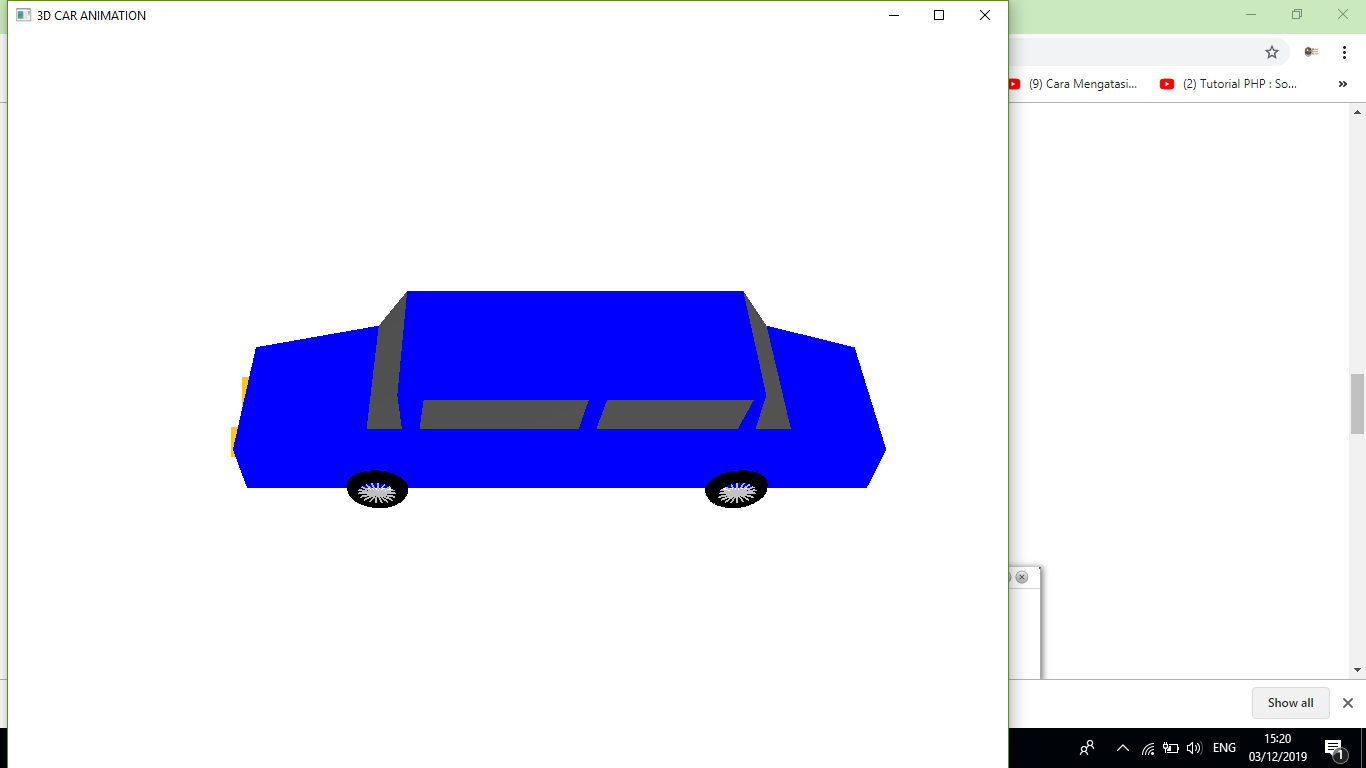 3D CAR ANIMATION
(9) Cara Mengatasi...
(2) Tutorial PHP : So...
»
Show all
ENG
15:20
03/12/2019
1